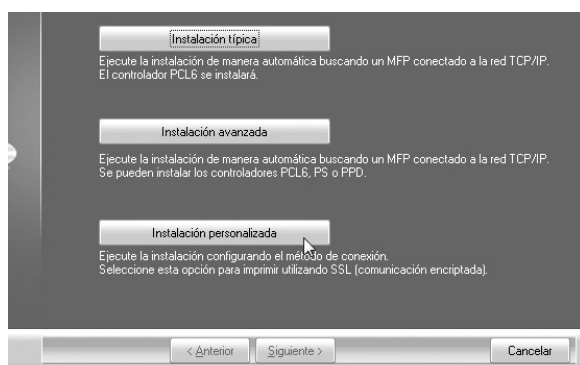 Instalación típica
Ejecute la instalación de manera automática buscando un MFP conectado a la red TCP/IP.
El controlador PCL6 se instalará.
Instalación avanzada
Ejecute la instalación de manera automática buscando un MFP conectado a la red TCP/IP.
Se pueden instalar los controladores PCL6, PS o PPD.
Instalación personalizada
Ejecute la instalación configurando el método de conexión.
Seleccione esta opción para imprimir utilizando SSL (comunicación encriptada).
< Anterior Siguiente > Cancelar